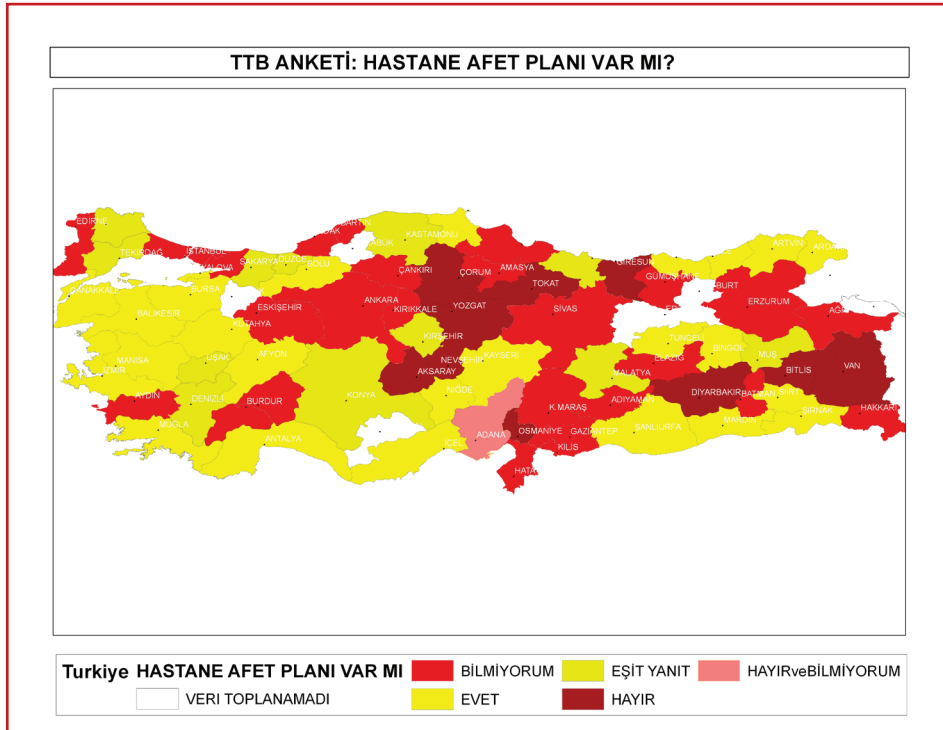 TTB ANKETİ: HASTANE AFET PLANI VAR MI?
EDİRNE
TEKİRDAĞ
İSTANBUL
YALOVA
KASTAMONU
SAKARYA
DÜZCE
BOLU
ÇANKIRI
ÇORUM
AMASYA
TOKAT
GİRESUN
GÜMÜŞHANE
ARTVİN
ÇANAKKALE
BURSA
ESKİŞEHİR
ANKARA
KIRIKKALE
YOZGAT
SİVAS
ERZURUM
BALIKESİR
KÜTAHYA
KIRŞEHİR
TUNCELİ
BİNGÖL
MUŞ
MANİSA
UŞAK
AFYON
NEVŞEHİR
KAYSERİ
ELAZIĞ
BİTLİS
VAN
İZMİR
AKSARAY
MALATYA
DİYARBAKIR
BATMAN
SİİRT
AYDIN
DENİZLİ
BURDUR
KONYA
NİĞDE
K.MARAŞ
ADIYAMAN
ŞIRNAK
HAKKARİ
MUĞLA
ANTALYA
İÇEL
ADANA
OSMANİYE
GAZİANTEP
ŞANLIURFA
MARDİN
KİLİS
HATA
Turkiye HASTANE AFET PLANI VAR MI
BİLMİYORUM
EŞİT YANIT
HAYIRveBİLMİYORUM
VERI TOPLANAMADI
EVET
HAYIR